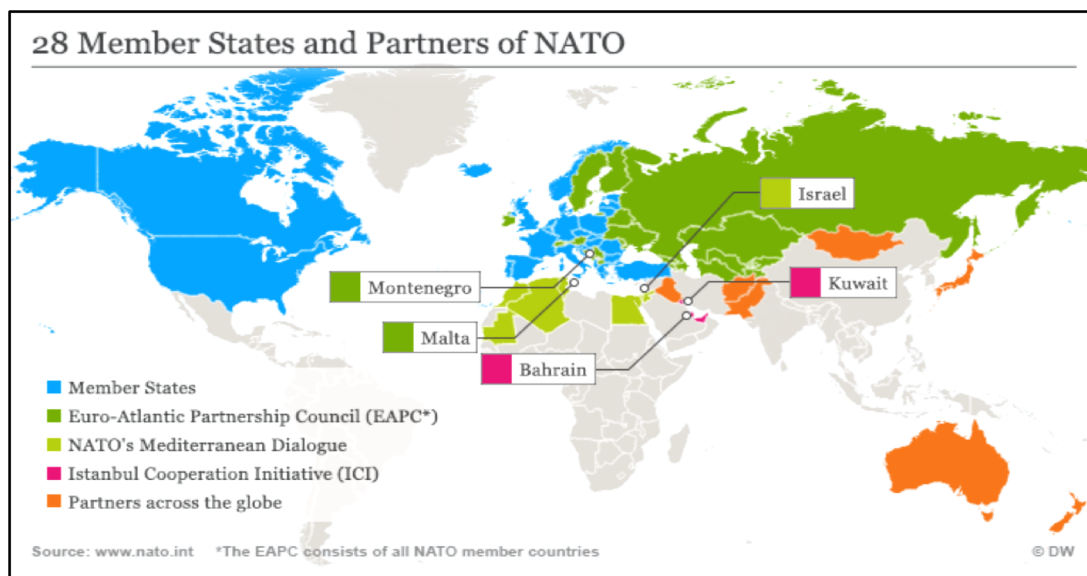 28 Member States and Partners of NATO
Israel
Montenegro
Kuwait
Malta
Bahrain
Member States
Euro-Atlantic Partnership Council (EAPC*)
NATO's Mediterranean Dialogue
Istanbul Cooperation Initiative (ICI)
Partners across the globe
Source: www.nato.int *The EAPC consists of all NATO member countries
© DW